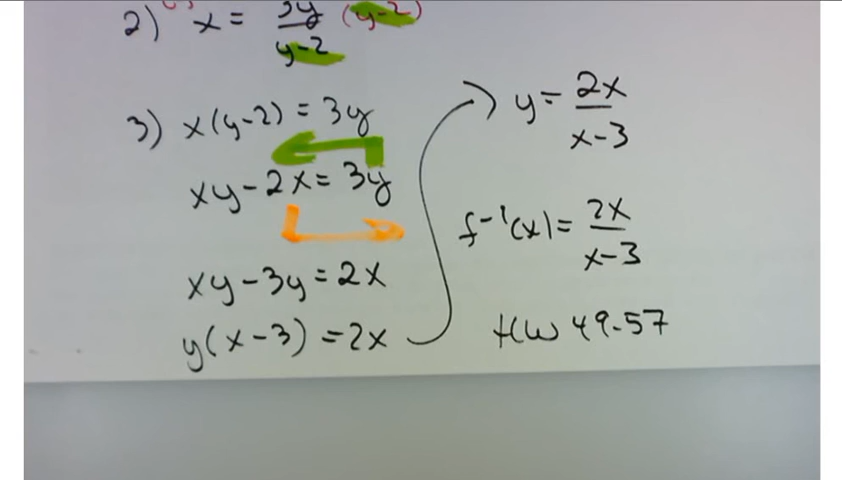 2) x = 3y/y-2 (y-2)
3) x(y-2) = 3y
xy-2x = 3y
xy-3y = 2x
y(x-3) = 2x
y = 2x/x-3
f⁻¹(x) = 2x/x-3
HW 49-57